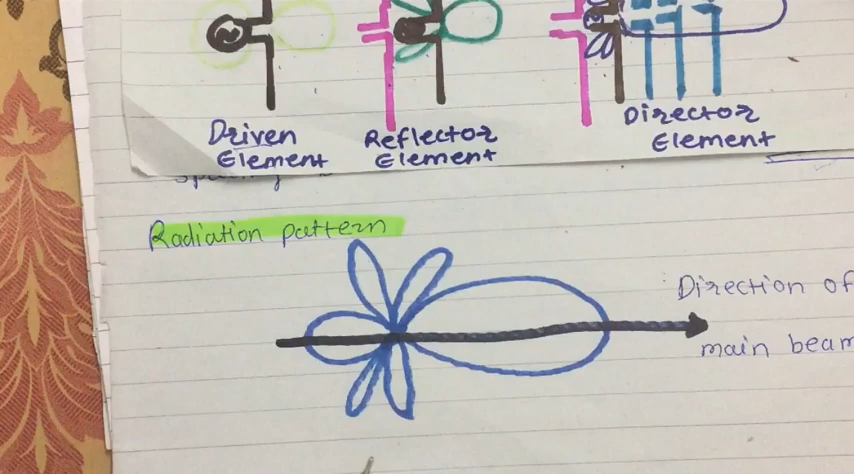 Driven
Element
Reflector
Element
Director
Element
Radiation pattern
Direction of
main beam